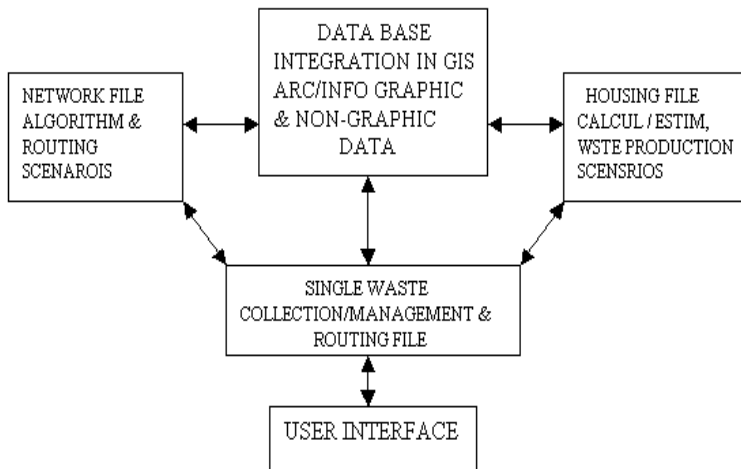 DATA BASE
INTEGRATION IN GIS
ARC/INFO GRAPHIC
& NON-GRAPHIC
DATA
NETWORK FILE
ALGORITHM &
ROUTING
SCENAROIS
HOUSING FILE
CALCUL / ESTIM,
WSTE PRODUCTION
SCENSRIOS
SINGLE WASTE
COLLECTION/MANAGEMENT &
ROUTING FILE
USER INTERFACE